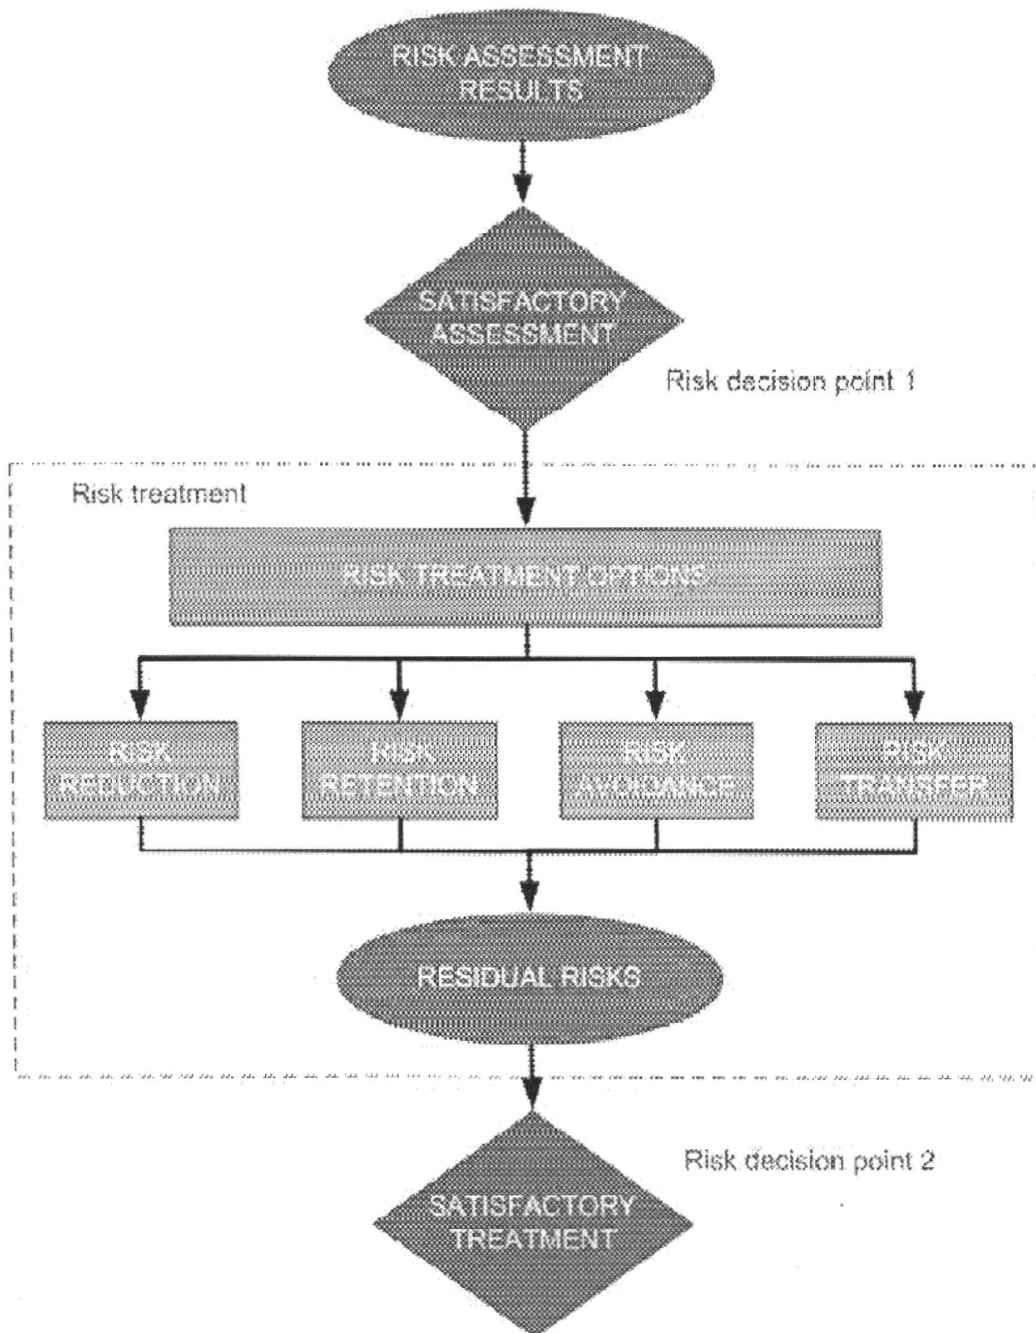 RISK ASSESSMENT
RESULTS
SATISFACTORY
ASSESSMENT
Risk decision point 1
Risk treatment
RISK TREATMENT OPTIONS
RISK
REDUCTION
RISK
RETENTION
RISK
AVOIDANCE
RISK
TRANSFER
RESIDUAL RISKS
Risk decision point 2
SATISFACTORY
TREATMENT